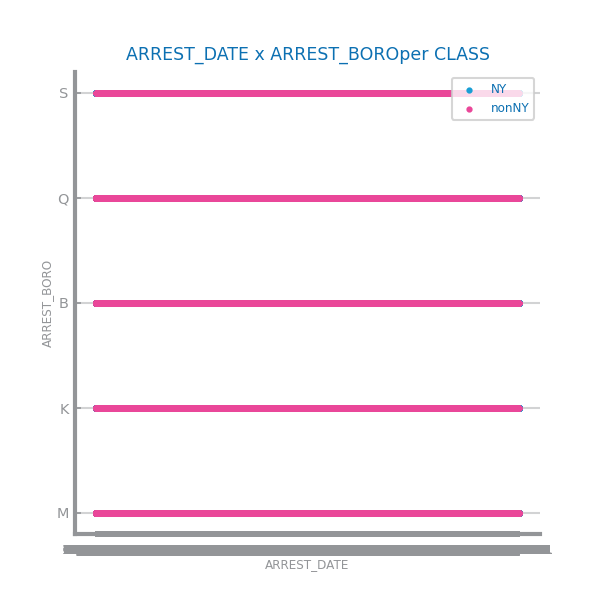 ARREST_DATE x ARREST_BOROper CLASS
NY
nonNY
S
Q
B
K
M
ARREST_BORO
ARREST_DATE